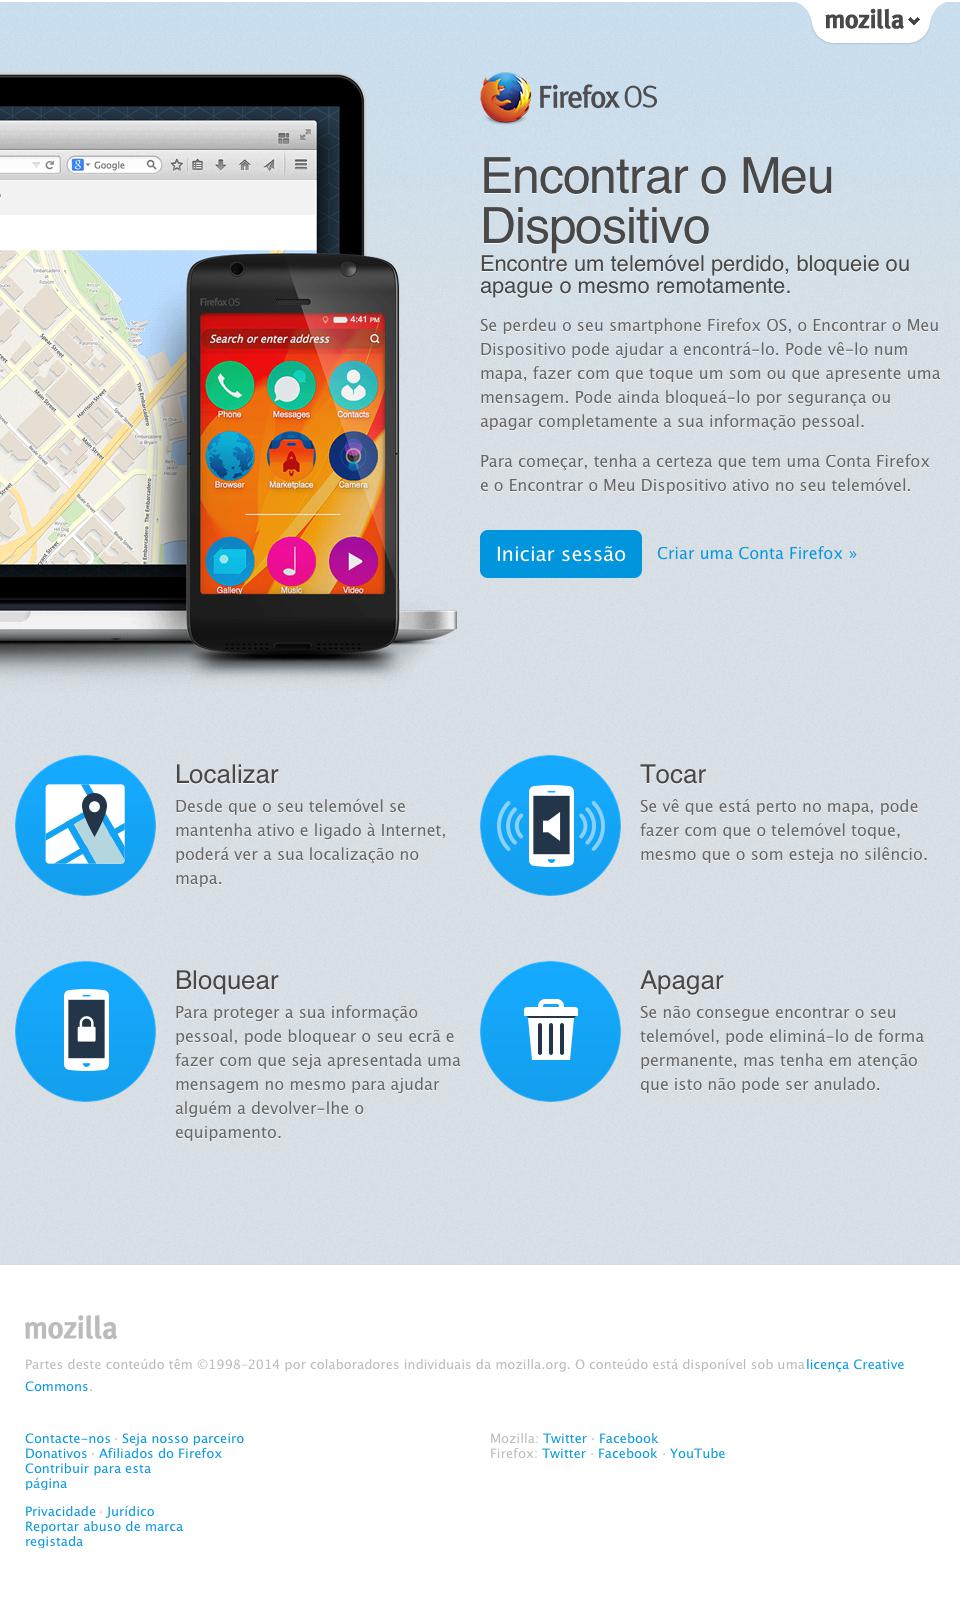 mozilla
Firefox OS
Encontrar o Meu
Dispositivo
Encontre um telemóvel perdido, bloqueie ou
apague o mesmo remotamente.
Se perdeu o seu smartphone Firefox OS, o Encontrar o Meu
Dispositivo pode ajudar a encontrá-lo. Pode vê-lo num
mapa, fazer com que toque um som ou que apresente uma
mensagem. Pode ainda bloqueá-lo por segurança ou
apagar completamente a sua informação pessoal.
Para começar, tenha a certeza que tem uma Conta Firefox
e o Encontrar o Meu Dispositivo ativo no seu telemóvel.
Iniciar sessão
Criar uma Conta Firefox »
Google
Spear Street
Main Street
Harrison Street
Main Street
The Embarcadero
Firefox OS
4:41 PM
Search or enter address
Phone
Messages
Contacts
Browser
Marketplace
Camera
Gallery
Music
Video
Localizar
Desde que o seu telemóvel se
mantenha ativo e ligado à Internet,
poderá ver a sua localização no
mapa.
Tocar
Se vê que está perto no mapa, pode
fazer com que o telemóvel toque,
mesmo que o som esteja no silêncio.
Bloquear
Para proteger a sua informação
pessoal, pode bloquear o seu ecrã e
fazer com que seja apresentada uma
mensagem no mesmo para ajudar
alguém a devolver-lhe o
equipamento.
Apagar
Se não consegue encontrar o seu
telemóvel, pode eliminá-lo de forma
permanente, mas tenha em atenção
que isto não pode ser anulado.
mozilla
Partes deste conteúdo têm ©1998-2014 por colaboradores individuais da mozilla.org. O conteúdo está disponível sob umalicença Creative
Commons.
Contacte-nos · Seja nosso parceiro
Donativos · Afiliados do Firefox
Contribuir para esta
página
Privacidade · Jurídico
Reportar abuso de marca
registada
Mozilla: Twitter · Facebook
Firefox: Twitter · Facebook · YouTube